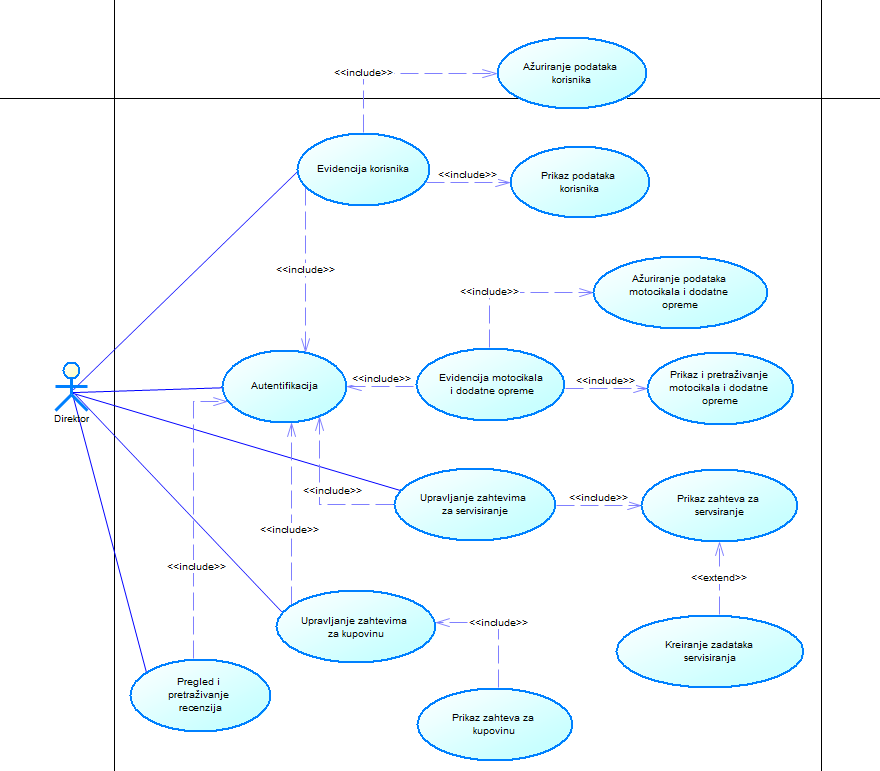 <<include>>
Ažuriranje podataka
korisnika
Evidencija korisnika
<<include>>
Prikaz podataka
korisnika
<<include>>
<<include>>
Ažuriranje podataka
motocikala i dodatne
opreme
Direktor
Autentifikacija
<<include>>
Evidencija motocikala
i dodatne opreme
<<include>>
Prikaz i pretraživanje
motocikala i dodatne
opreme
<<include>>
Upravljanje zahtevima
za servisiranje
<<include>>
Prikaz zahteva za
servsiranje
<<include>>
<<include>>
<<extend>>
Upravljanje zahtevima
za kupovinu
<<include>>
Kreiranje zadataka
servisiranja
Pregled i
pretraživanje
recenzija
Prikaz zahteva za
kupovinu